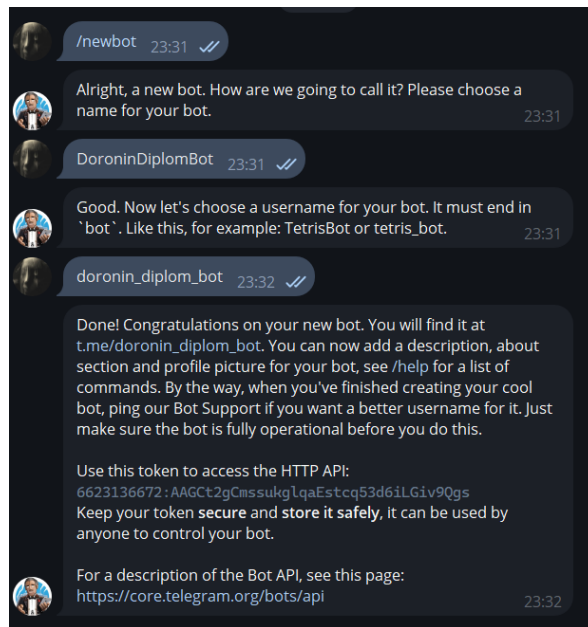 /newbot 23:31
Alright, a new bot. How are we going to call it? Please choose a
name for your bot.
23:31
DoroninDiplomBot 23:31
Good. Now let's choose a username for your bot. It must end in
`bot`. Like this, for example: TetrisBot or tetris_bot.
23:31
doronin_diplom_bot 23:32
Done! Congratulations on your new bot. You will find it at
t.me/doronin_diplom_bot. You can now add a description, about
section and profile picture for your bot, see /help for a list of
commands. By the way, when you've finished creating your cool
bot, ping our Bot Support if you want a better username for it. Just
make sure the bot is fully operational before you do this.
Use this token to access the HTTP API:
6623136672:AAGCt2gCmssukglqaEstcq53d6iLGiv9Qgs
Keep your token secure and store it safely, it can be used by
anyone to control your bot.
For a description of the Bot API, see this page:
https://core.telegram.org/bots/api
23:32